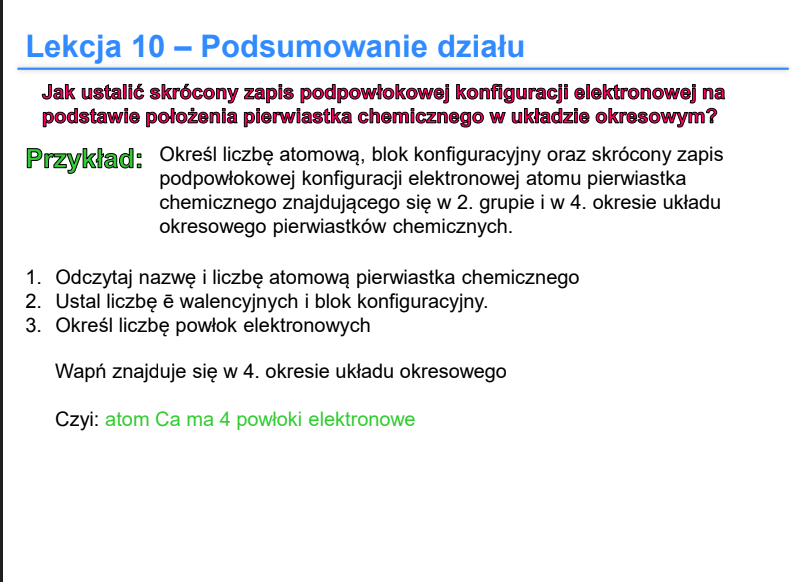 Lekcja 10 – Podsumowanie działu
Jak ustalić skrócony zapis podpowłokowej konfiguracji elektronowej na
podstawie położenia pierwiastka chemicznego w układzie okresowym?
Przykład:
Określ liczbę atomową, blok konfiguracyjny oraz skrócony zapis
podpowłokowej konfiguracji elektronowej atomu pierwiastka
chemicznego znajdującego się w 2. grupie i w 4. okresie układu
okresowego pierwiastków chemicznych.
1. Odczytaj nazwę i liczbę atomową pierwiastka chemicznego
2. Ustal liczbę ē walencyjnych i blok konfiguracyjny.
3. Określ liczbę powłok elektronowych
Wapń znajduje się w 4. okresie układu okresowego
Czyi: atom Ca ma 4 powłoki elektronowe